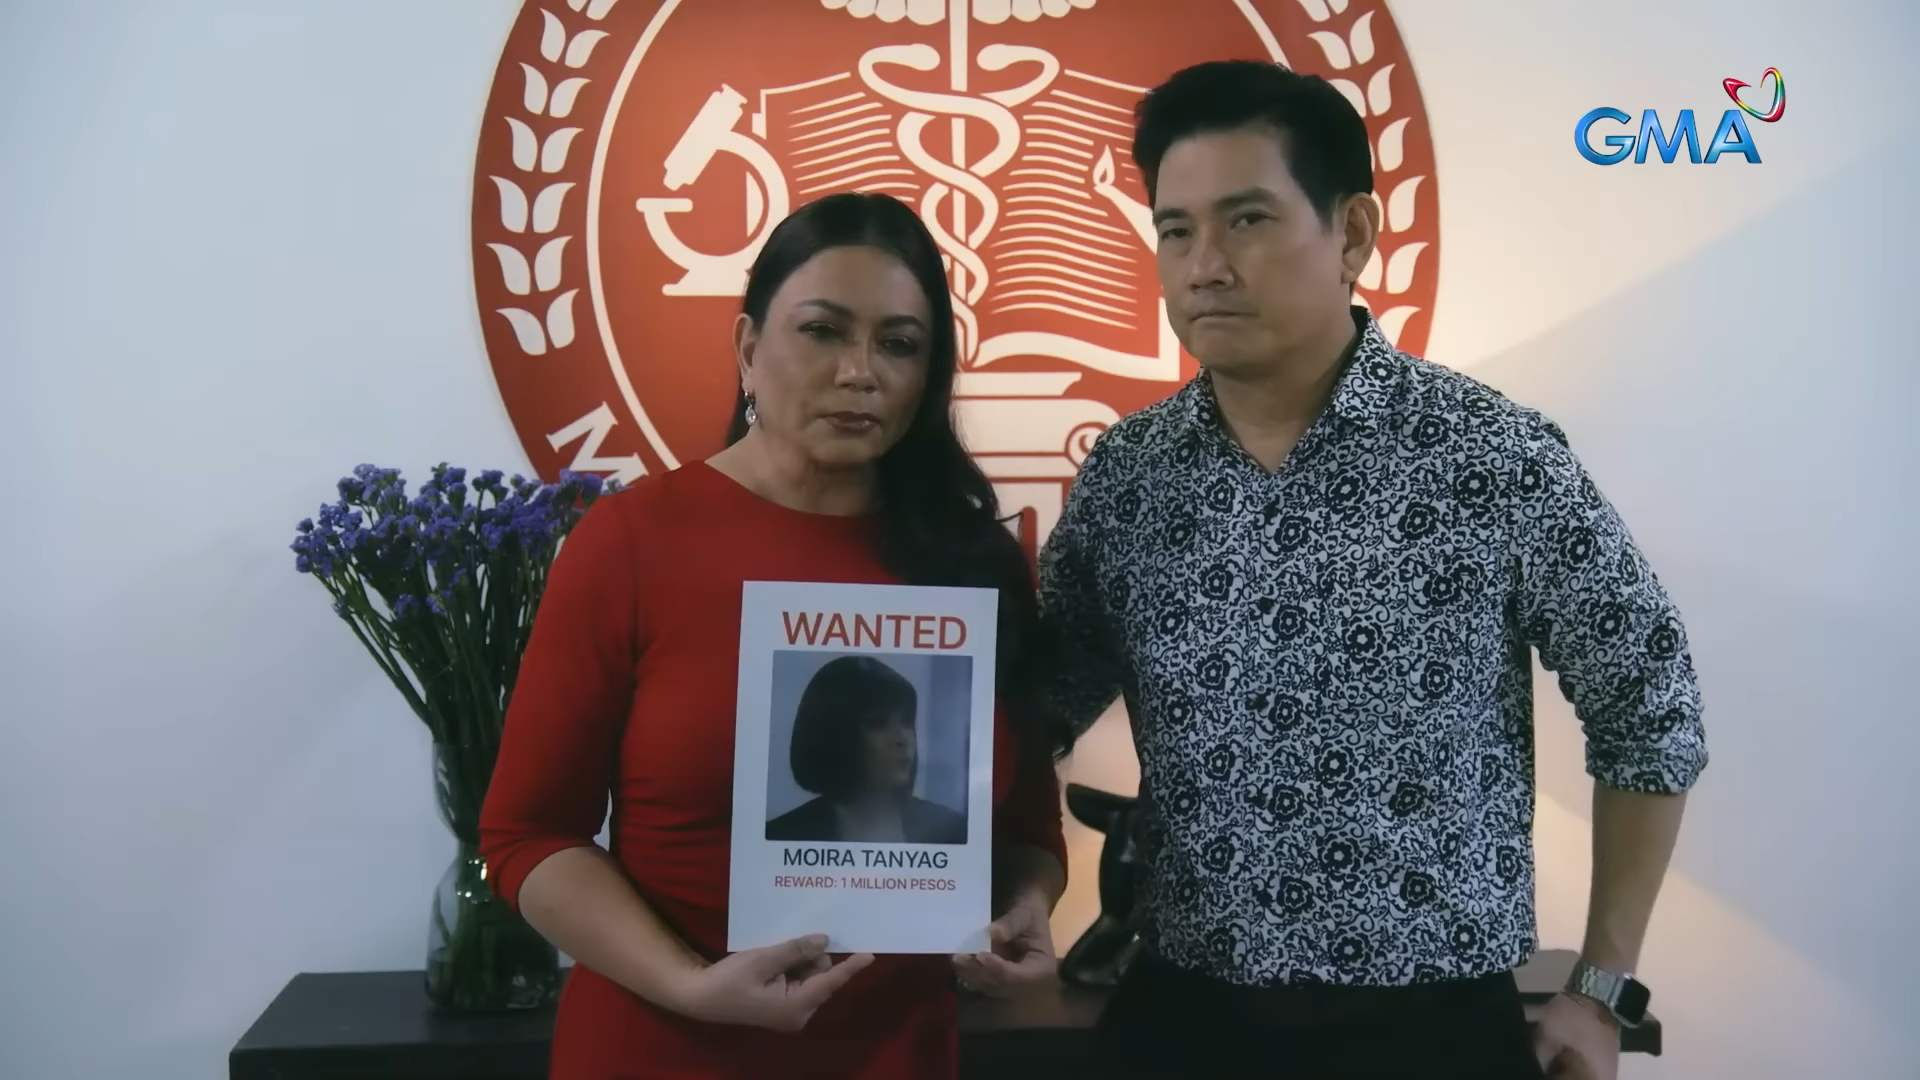 GMA
M
WANTED
MOIRA TANYAG
REWARD: 1 MILLION PESOS